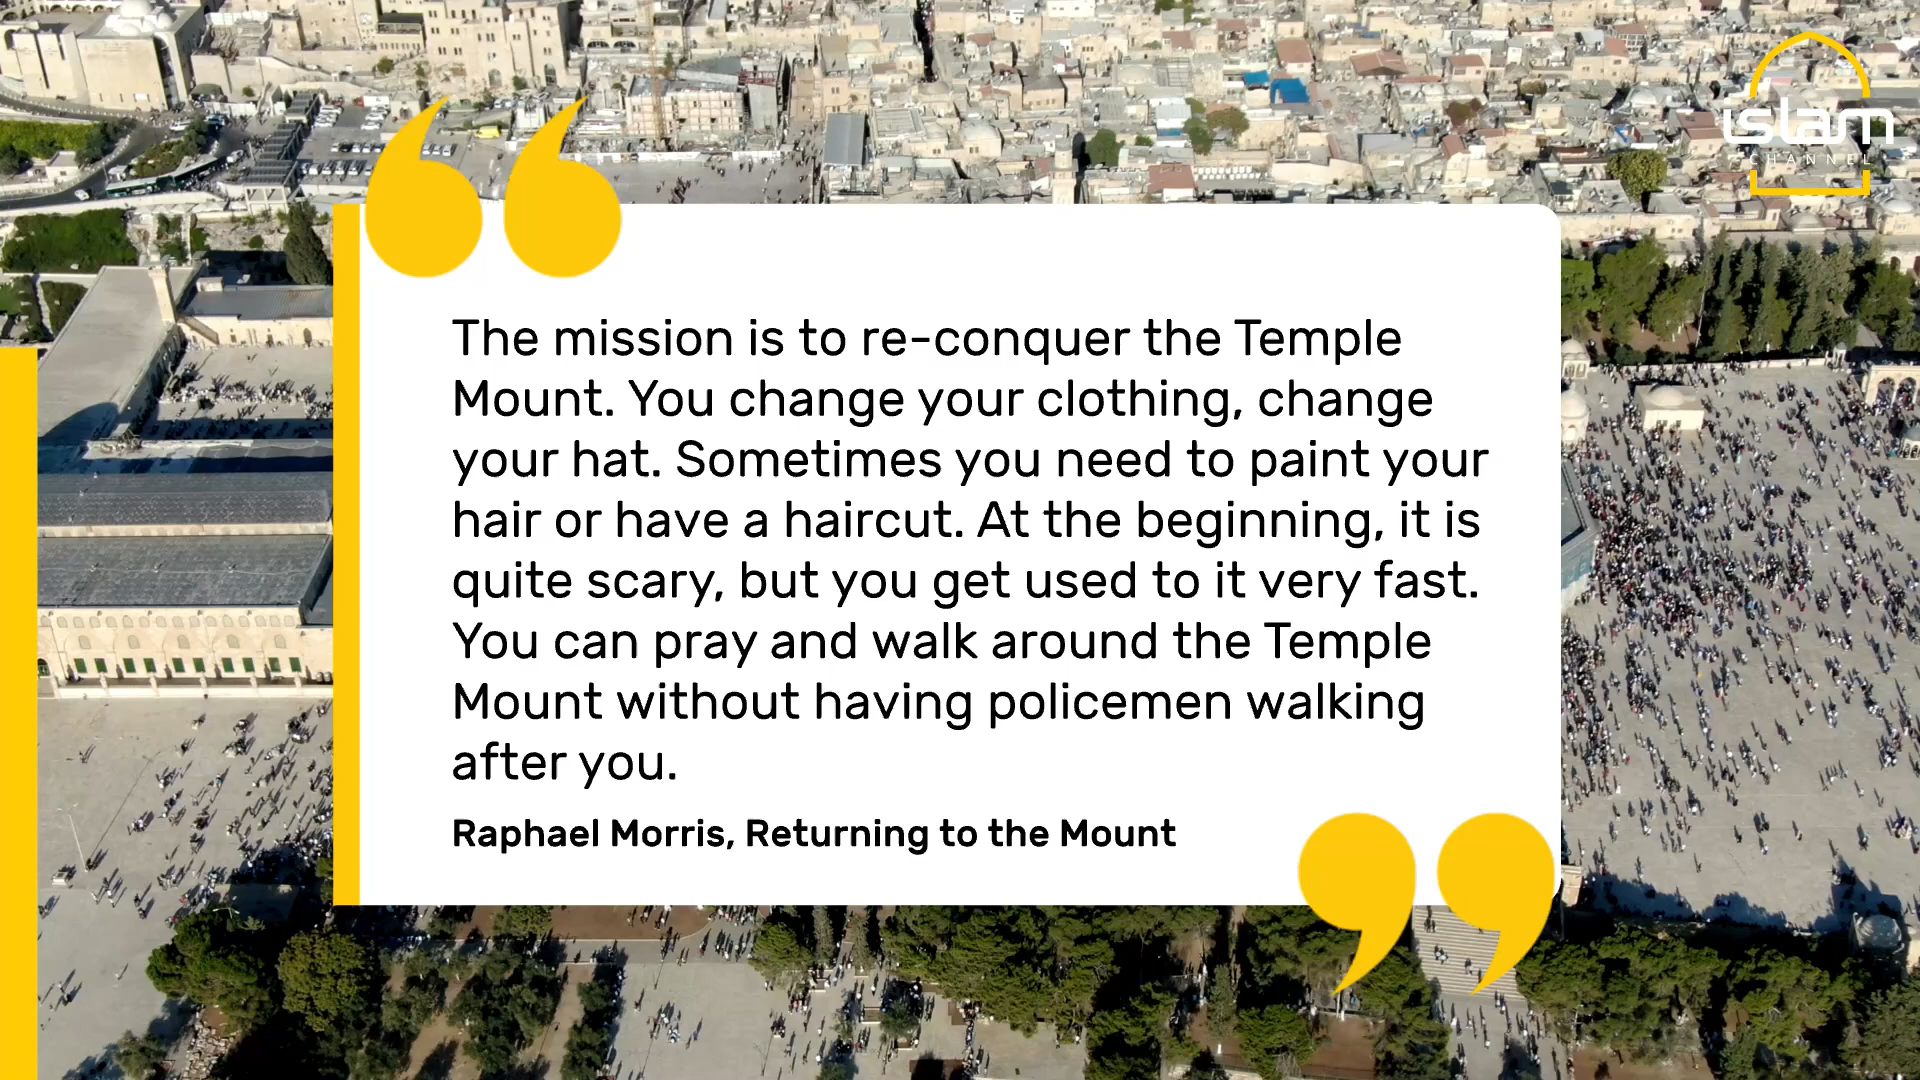 islam
CHANNEL
The mission is to re-conquer the Temple
Mount. You change your clothing, change
your hat. Sometimes you need to paint your
hair or have a haircut. At the beginning, it is
quite scary, but you get used to it very fast.
You can pray and walk around the Temple
Mount without having policemen walking
after you.
Raphael Morris, Returning to the Mount